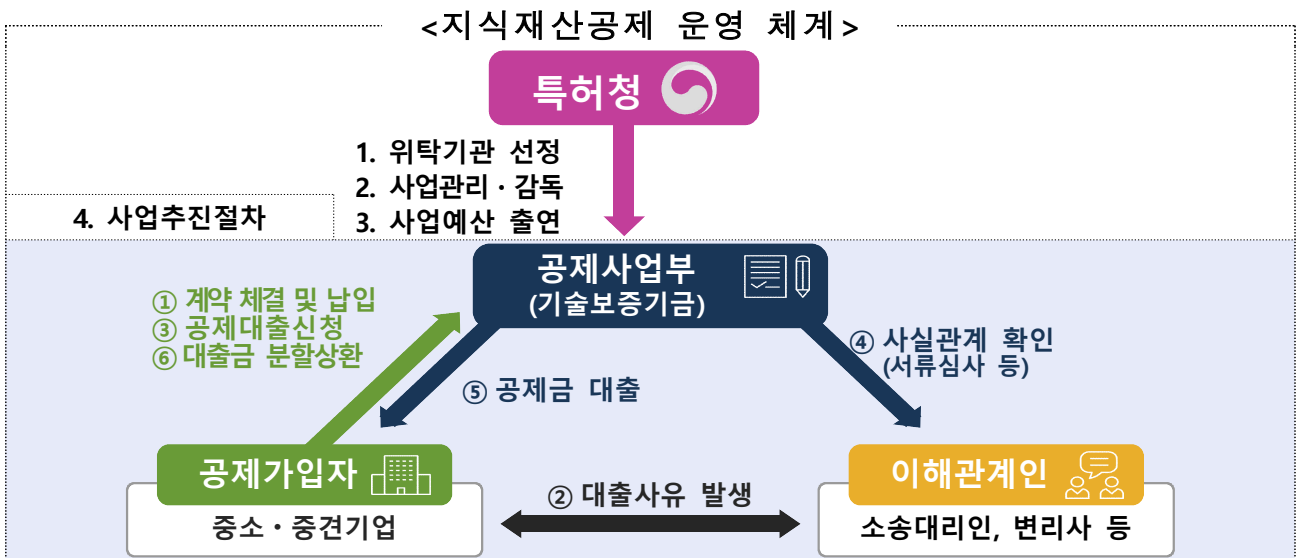 <지식재산공제 운영 체계>
특허청
1. 위탁기관 선정
2. 사업관리·감독
3. 사업예산 출연
4. 사업추진절차
공제사업부
(기술보증기금)
① 계약 체결 및 납입
③ 공제대출신청
⑥ 대출금 분할상환
④ 사실관계 확인
(서류심사 등)
⑤ 공제금 대출
공제가입자
중소·중견기업
② 대출사유 발생
이해관계인
소송대리인, 변리사 등